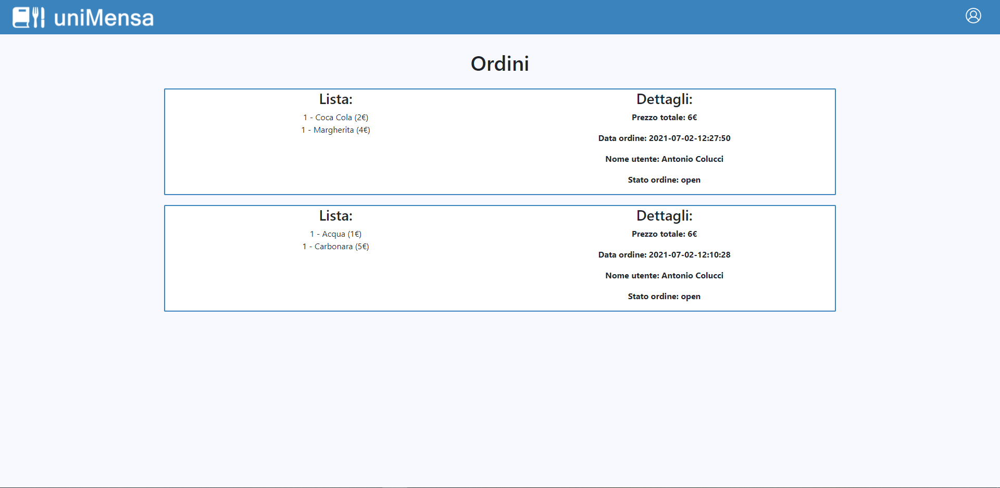 uniMensa
Ordini
Lista:
1 - Coca Cola (2€)
1 - Margherita (4€)
Dettagli:
Prezzo totale: 6€
Data ordine: 2021-07-02-12:27:50
Nome utente: Antonio Colucci
Stato ordine: open
Lista:
1 - Acqua (1€)
1 - Carbonara (5€)
Dettagli:
Prezzo totale: 6€
Data ordine: 2021-07-02-12:10:28
Nome utente: Antonio Colucci
Stato ordine: open